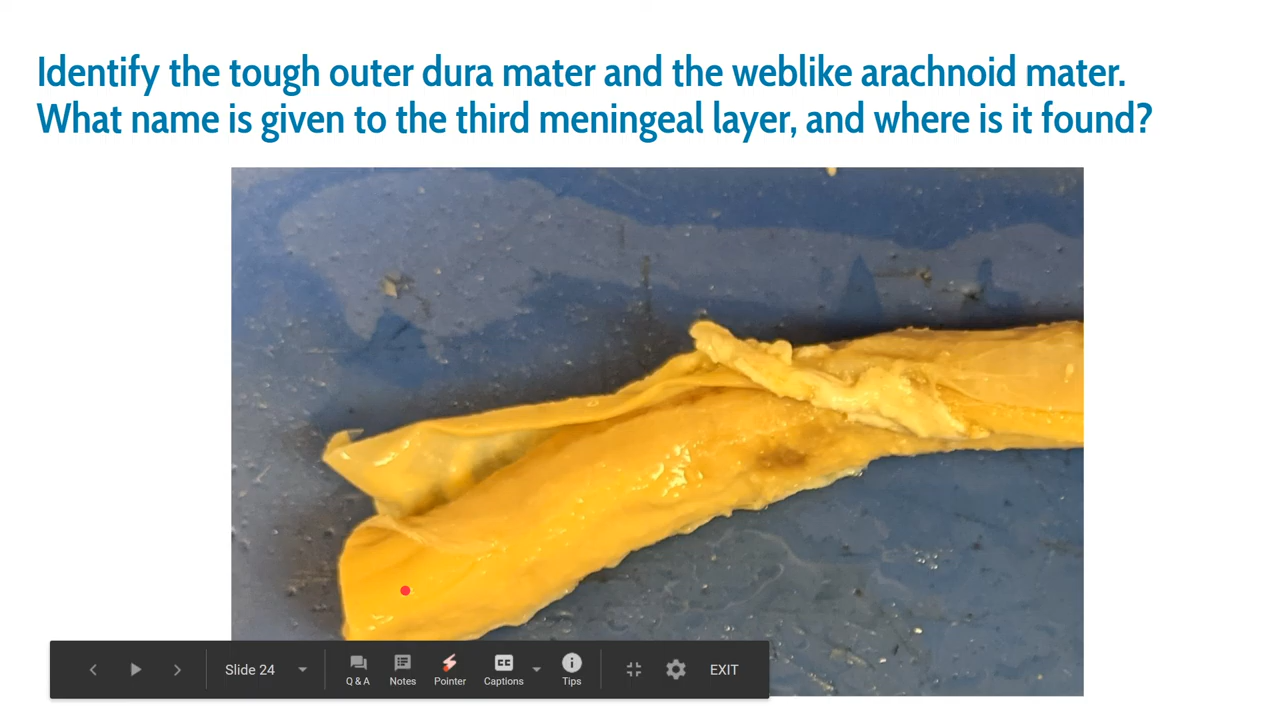 Identify the tough outer dura mater and the weblike arachnoid mater.
What name is given to the third meningeal layer, and where is it found?
Slide 24
Q & A
Notes
Pointer
CC
Captions
Tips
EXIT